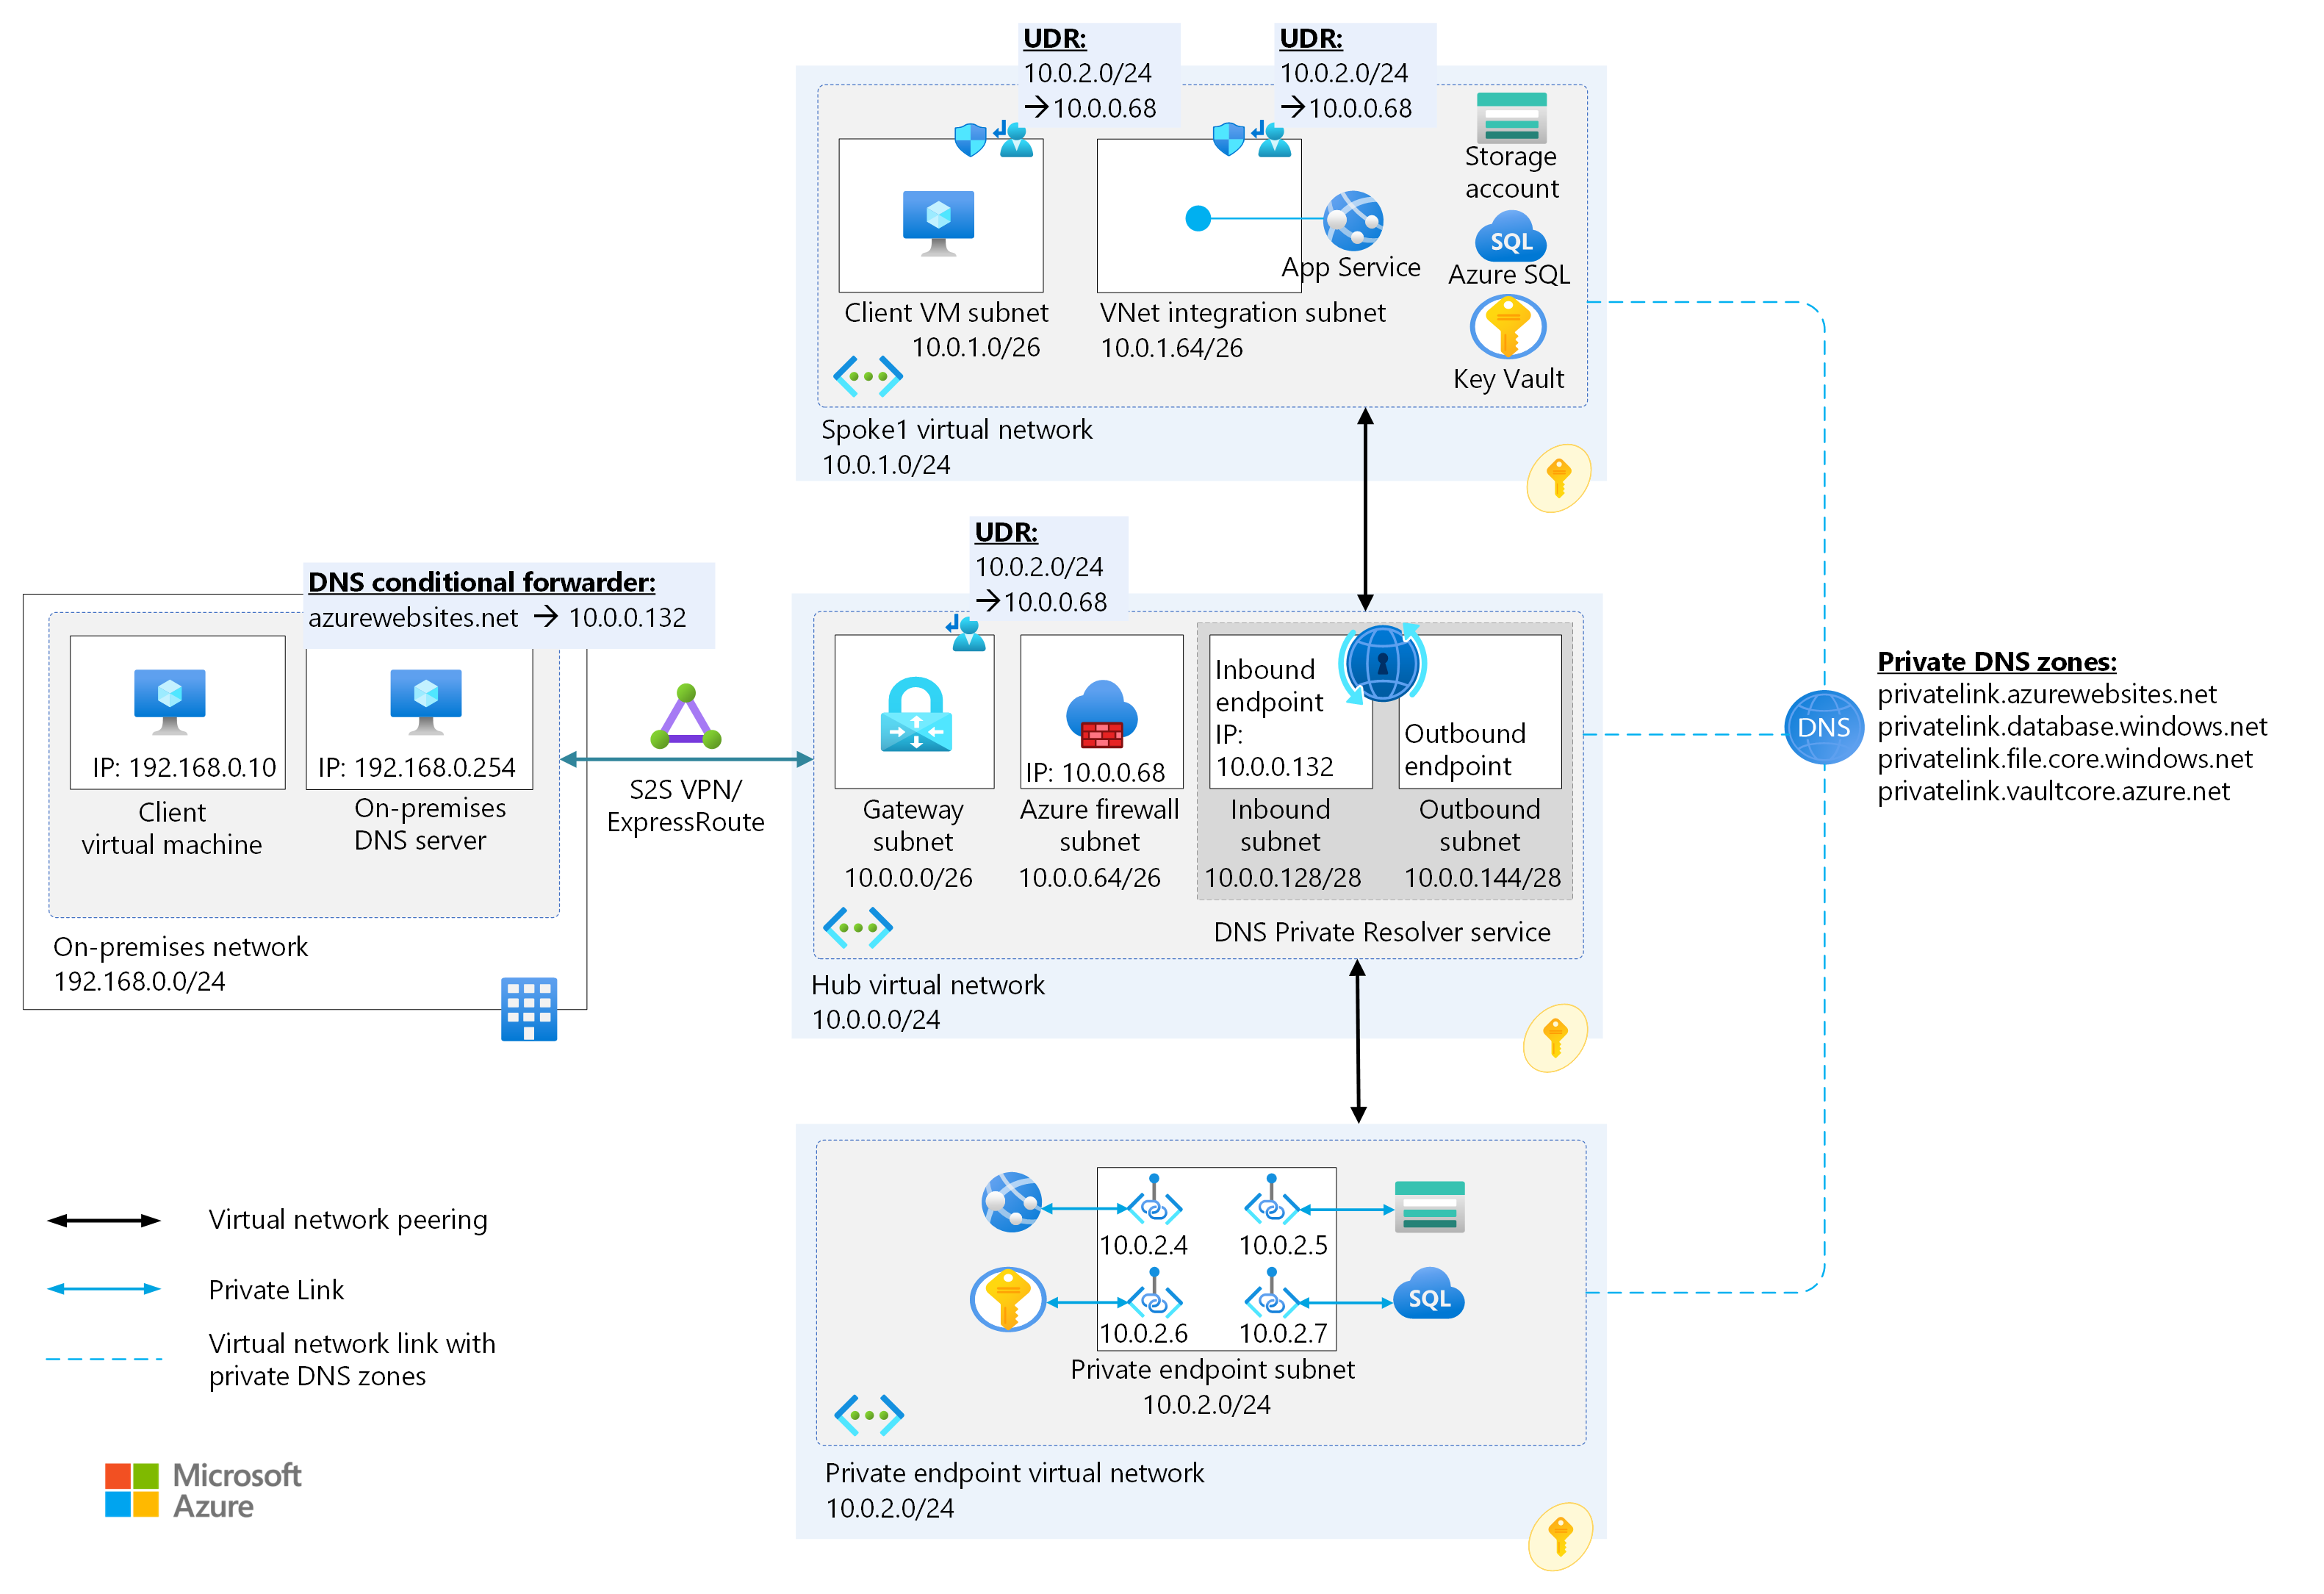 UDR:
10.0.2.0/24
→10.0.0.68
UDR:
10.0.2.0/24
→10.0.0.68
Storage
account
SQL
Azure SQL
Key Vault
App Service
Client VM subnet
10.0.1.0/26
VNet integration subnet
10.0.1.64/26
Spoke1 virtual network
10.0.1.0/24
DNS conditional forwarder:
azurewebsites.net → 10.0.0.132
IP: 192.168.0.10
Client
virtual machine
IP: 192.168.0.254
On-premises
DNS server
On-premises network
192.168.0.0/24
S2S VPN/
ExpressRoute
UDR:
10.0.2.0/24
→10.0.0.68
Gateway
subnet
10.0.0.0/26
IP: 10.0.0.68
Azure firewall
subnet
10.0.0.64/26
Inbound
endpoint
IP:
10.0.0.132
Inbound
subnet
10.0.0.128/28
Outbound
endpoint
Outbound
subnet
10.0.0.144/28
DNS Private Resolver service
Hub virtual network
10.0.0.0/24
DNS
Private DNS zones:
privatelink.azurewebsites.net
privatelink.database.windows.net
privatelink.file.core.windows.net
privatelink.vaultcore.azure.net
10.0.2.4
10.0.2.5
10.0.2.6
10.0.2.7
SQL
Private endpoint subnet
10.0.2.0/24
Private endpoint virtual network
10.0.2.0/24
Virtual network peering
Private Link
Virtual network link with
private DNS zones
Microsoft
Azure